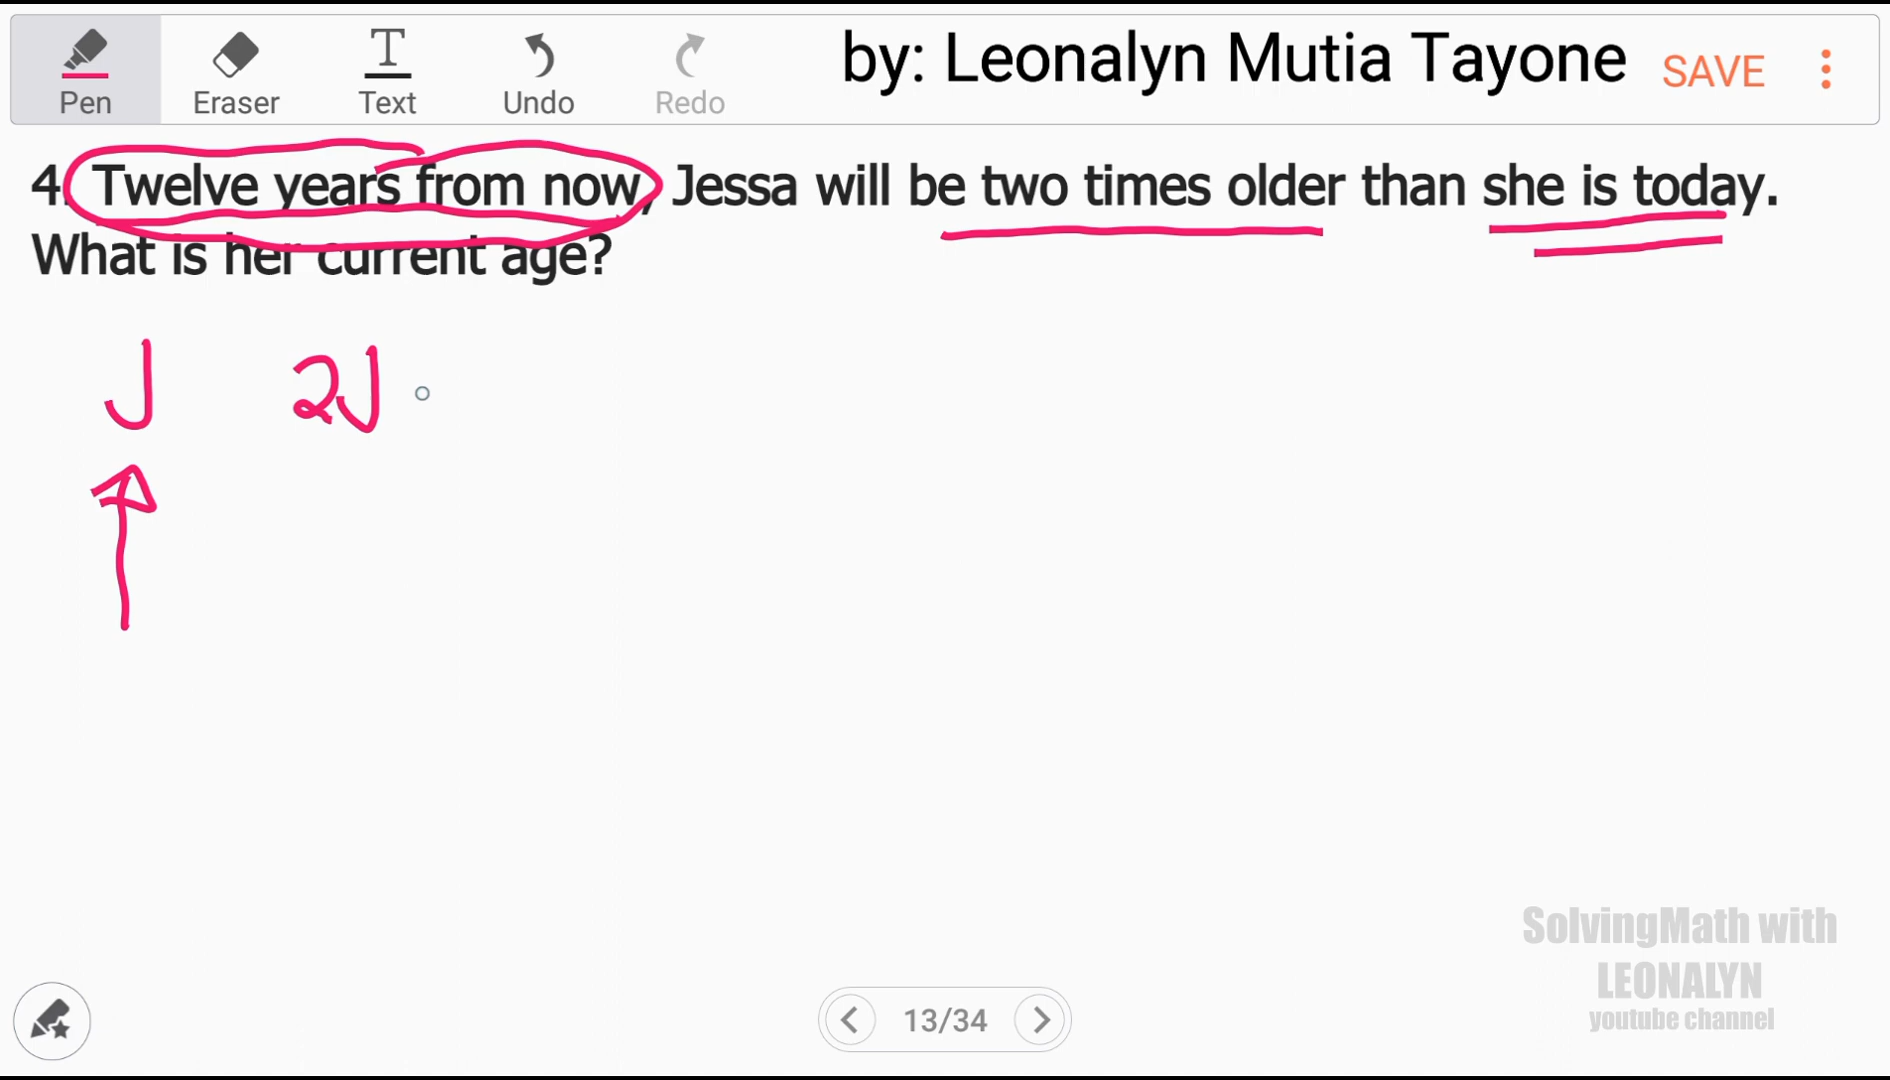 Pen
Eraser
Text
Undo
Redo
by: Leonalyn Mutia Tayone
SAVE
4. Twelve years from now, Jessa will be two times older than she is today.
What is her current age?
J 2J
13/34
SolvingMath with
LEONALYN
youtube channel